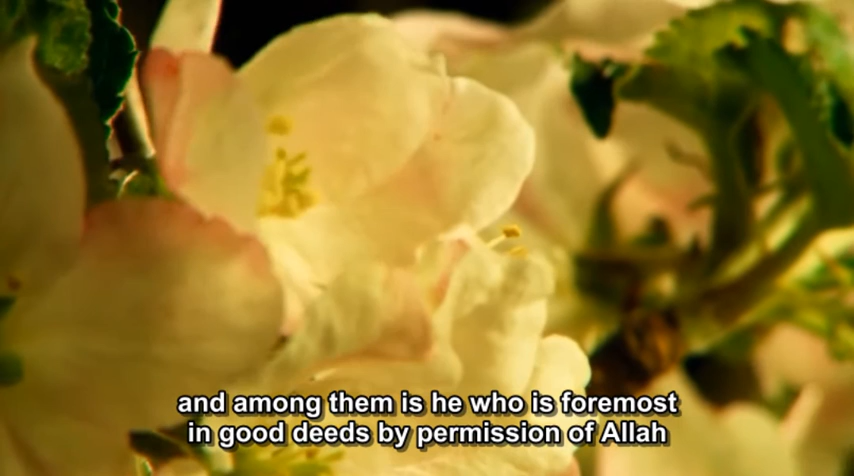 and among them is he who is foremost
in good deeds by permission of Allah